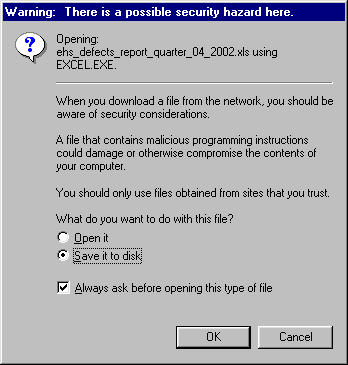 Warning: There is a possible security hazard here.
Opening:
ehs_defects_report_quarter_04_2002.xls using
EXCEL.EXE.
When you download a file from the network, you should be
aware of security considerations.
A file that contains malicious programming instructions
could damage or otherwise compromise the contents of
your computer.
You should only use files obtained from sites that you trust.
What do you want to do with this file?
Open it
Save it to disk
Always ask before opening this type of file
OK
Cancel